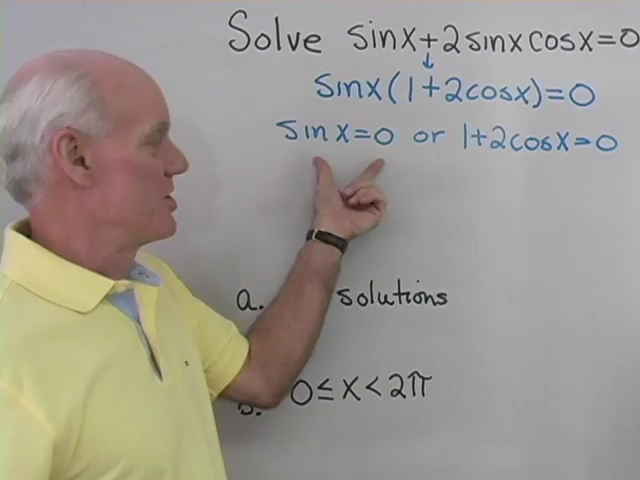 Solve sinx+2sinxcosx=0
↓
sinx(1+2cosx)=0
sinx=0 or 1+2cosx=0
a. solutions
b. 0≤x<2π